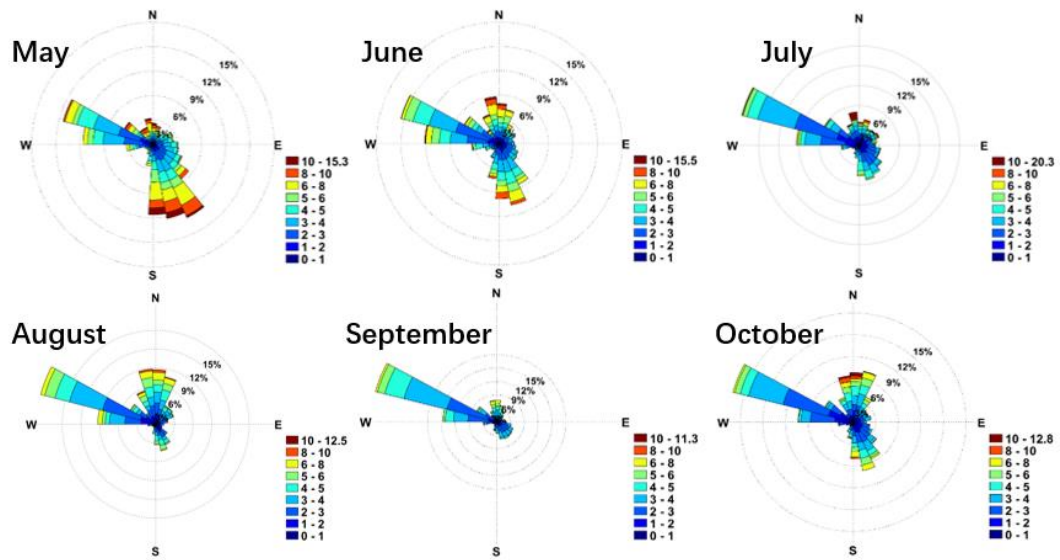 May
N
15%
12%
9%
6%
3%
W
E
S
10 - 15.3
8 - 10
6 - 8
5 - 6
4 - 5
3 - 4
2 - 3
1 - 2
0 - 1
June
N
15%
12%
9%
6%
W
E
S
10 - 15.5
8 - 10
6 - 8
5 - 6
4 - 5
3 - 4
2 - 3
1 - 2
0 - 1
July
N
15%
12%
9%
6%
W
E
S
10 - 20.3
8 - 10
6 - 8
5 - 6
4 - 5
3 - 4
2 - 3
1 - 2
0 - 1
August
N
15%
12%
9%
6%
W
E
S
10 - 12.5
8 - 10
6 - 8
5 - 6
4 - 5
3 - 4
2 - 3
1 - 2
0 - 1
September
N
15%
12%
9%
6%
W
E
S
10 - 11.3
8 - 10
6 - 8
5 - 6
4 - 5
3 - 4
2 - 3
1 - 2
0 - 1
October
N
15%
12%
9%
6%
W
E
S
10 - 12.8
8 - 10
6 - 8
5 - 6
4 - 5
3 - 4
2 - 3
1 - 2
0 - 1